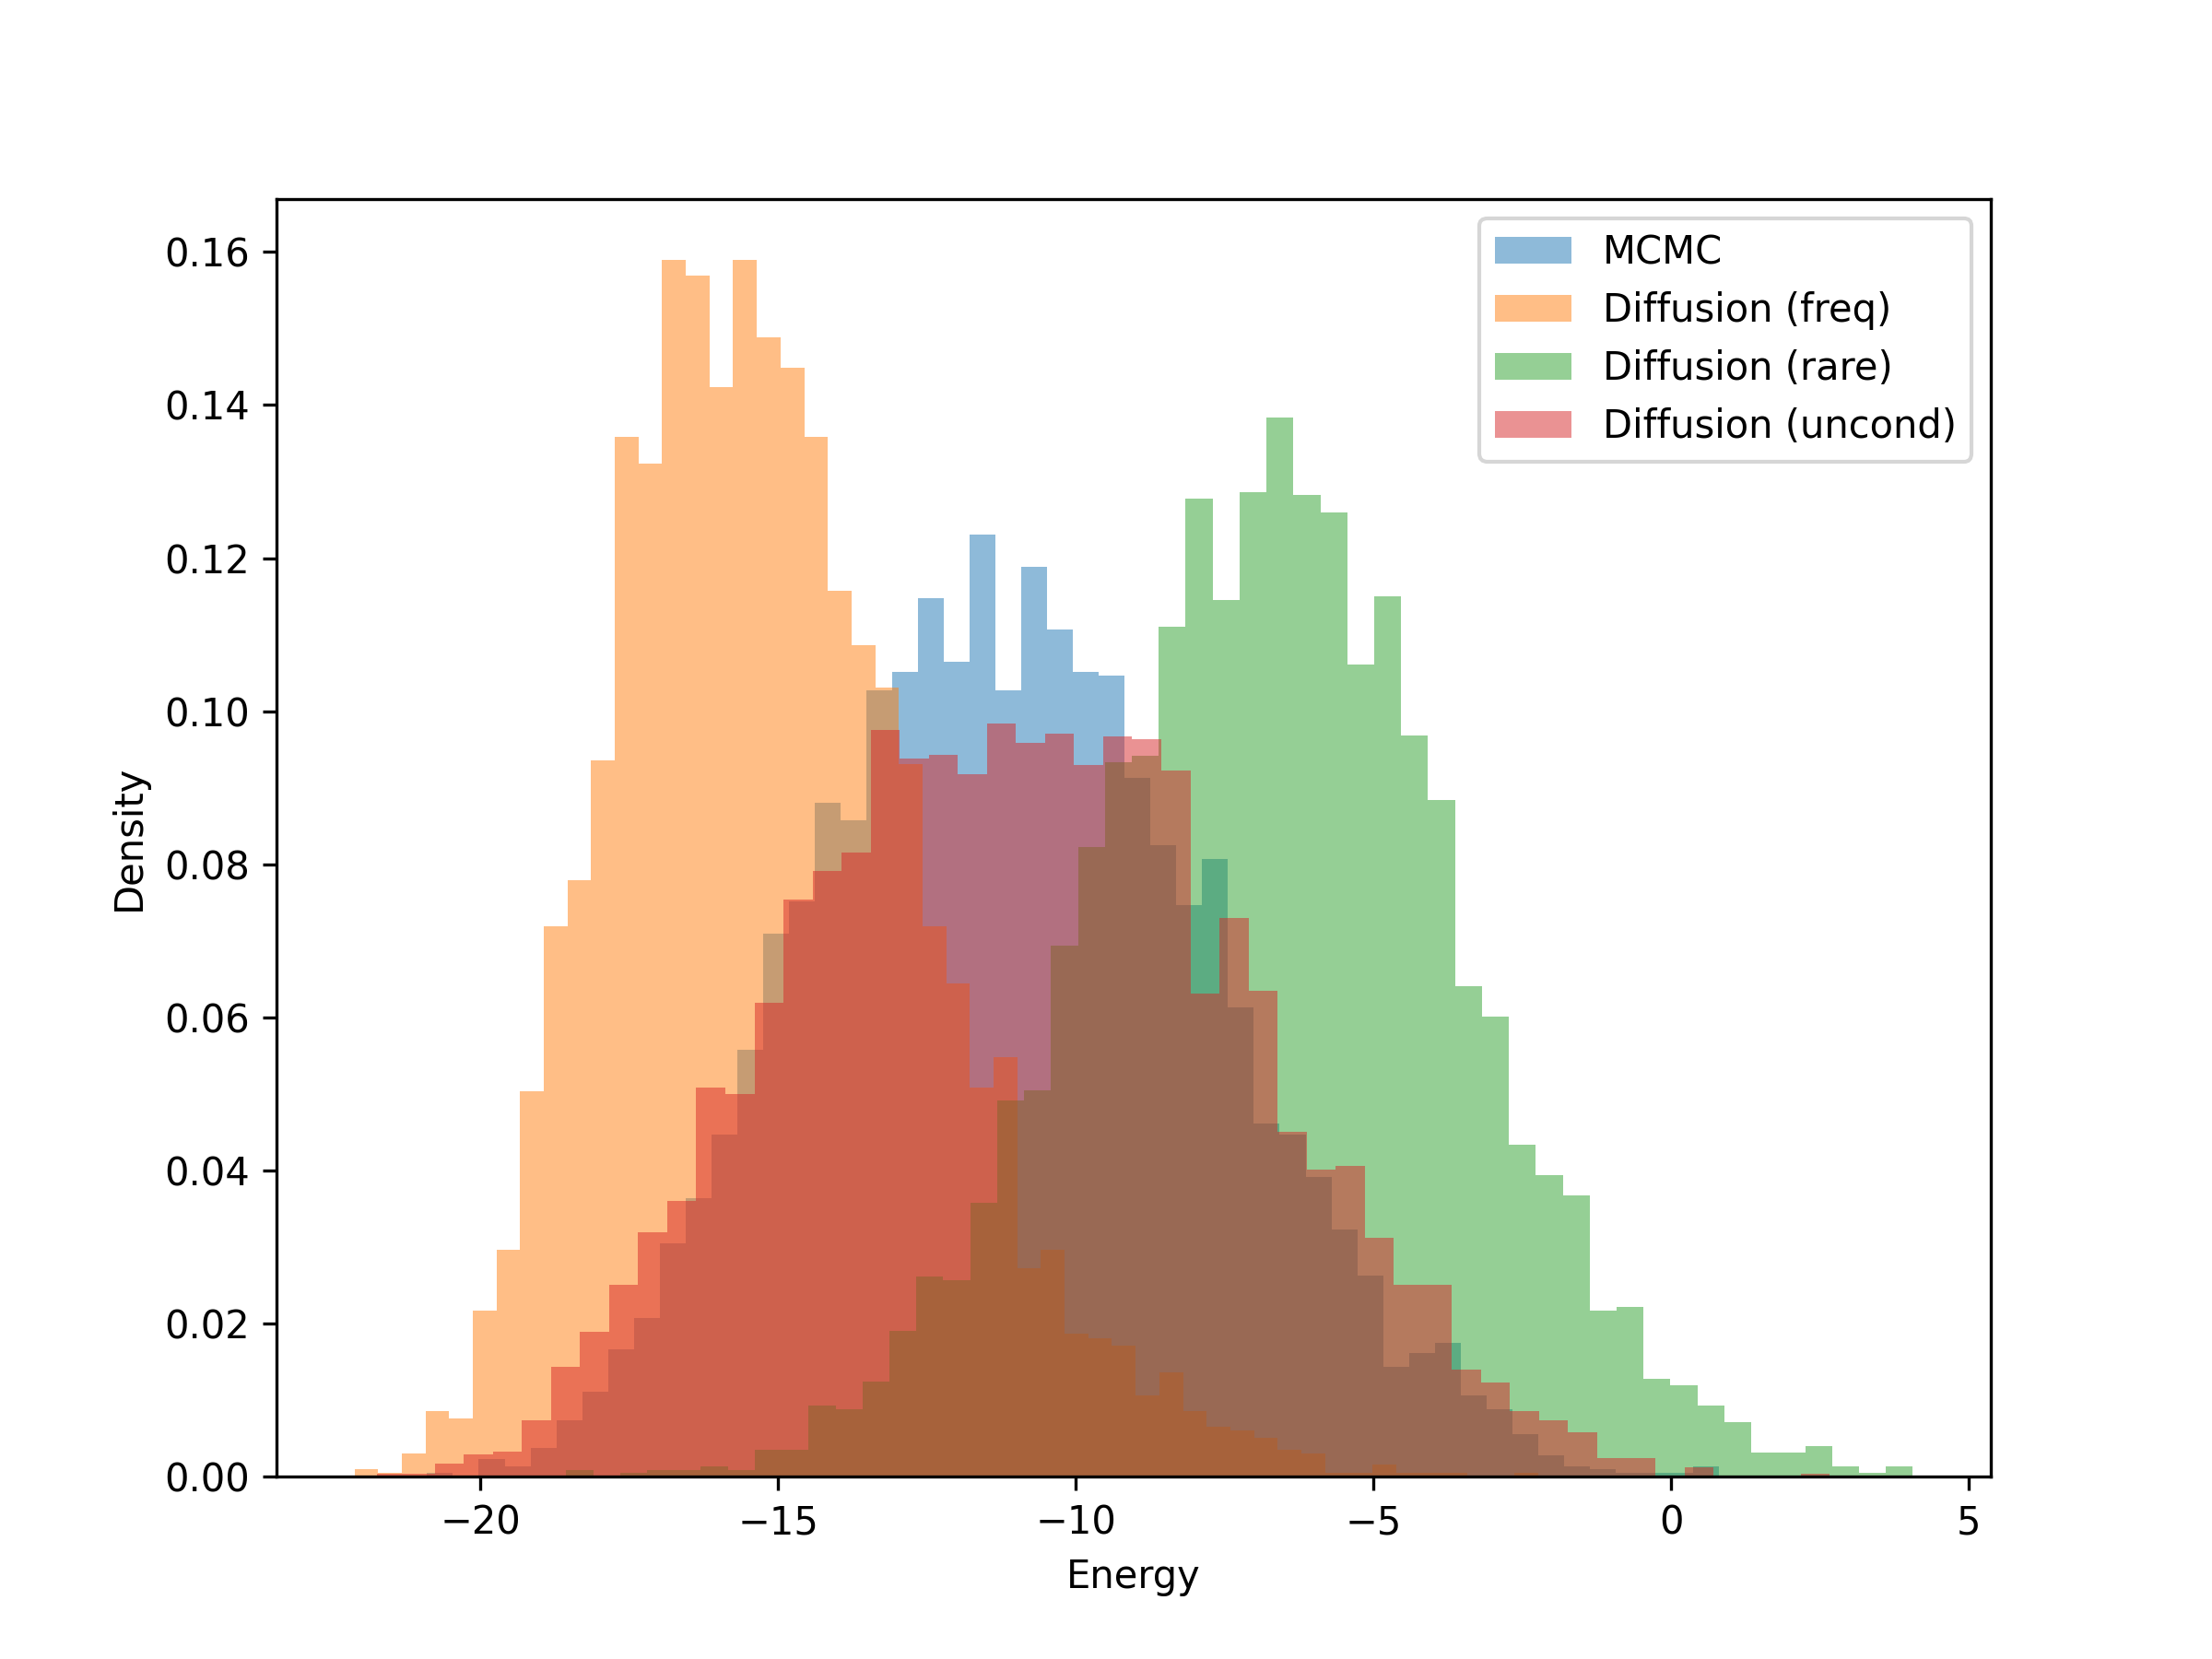 MCMC
Diffusion (freq)
Diffusion (rare)
Diffusion (uncond)
0.16
0.14
0.12
0.10
0.08
0.06
0.04
0.02
0.00
Density
−20 −15 −10 −5 0 5
Energy